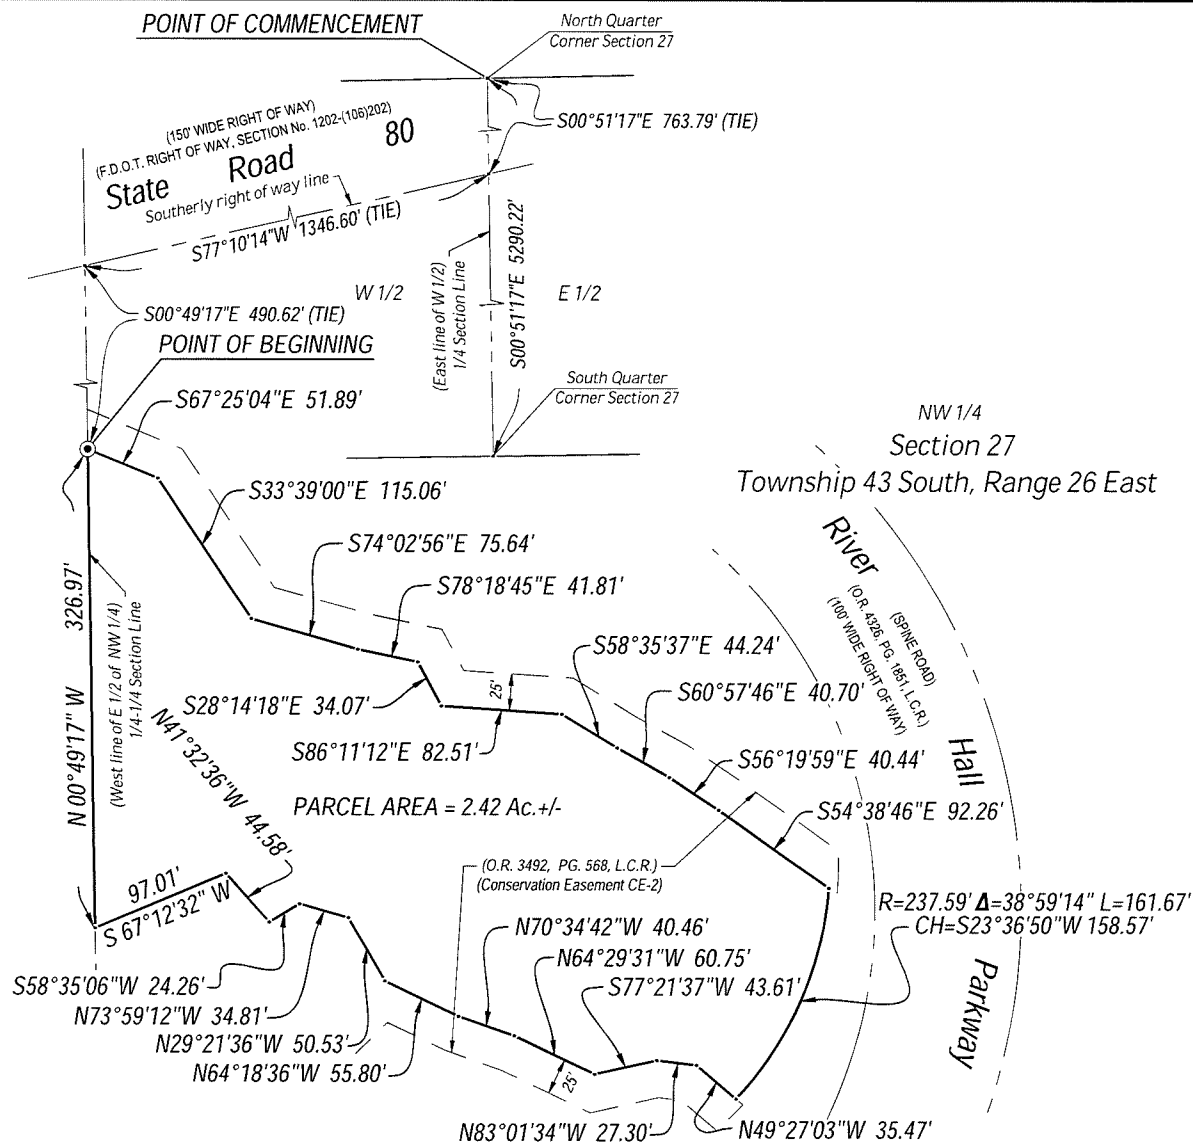 POINT OF COMMENCEMENT
North Quarter
Corner Section 27
(150' WIDE RIGHT OF WAY)
(F.D.O.T. RIGHT OF WAY, SECTION No. 1202-(106)202)
State Road 80
Southerly right of way line
S00°51'17"E 763.79' (TIE)
S77°10'14"W 1346.60' (TIE)
W 1/2
(East line of W 1/2)
1/4 Section Line
S00°51'17"E 5290.22'
E 1/2
S00°49'17"E 490.62' (TIE)
POINT OF BEGINNING
South Quarter
Corner Section 27
S67°25'04"E 51.89'
NW 1/4
Section 27
Township 43 South, Range 26 East
S33°39'00"E 115.06'
S74°02'56"E 75.64'
S78°18'45"E 41.81'
River Hall Parkway
(SPINE ROAD)
(O.R. 4326, PG. 1851, L.C.R.)
(100' WIDE RIGHT OF WAY)
N 00°49'17" W 326.97'
(West line of E 1/2 of NW 1/4)
1/4-1/4 Section Line
S58°35'37"E 44.24'
S60°57'46"E 40.70'
25'
S28°14'18"E 34.07'
S86°11'12"E 82.51'
S56°19'59"E 40.44'
N41°32'36"W 44.58'
PARCEL AREA = 2.42 Ac.+/-
S54°38'46"E 92.26'
(O.R. 3492, PG. 568, L.C.R.)
(Conservation Easement CE-2)
97.01'
S 67°12'32" W
R=237.59' Δ=38°59'14" L=161.67'
CH=S23°36'50"W 158.57'
N70°34'42"W 40.46'
N64°29'31"W 60.75'
S77°21'37"W 43.61'
S58°35'06"W 24.26'
N73°59'12"W 34.81'
N29°21'36"W 50.53'
N64°18'36"W 55.80'
25'
N83°01'34"W 27.30'
N49°27'03"W 35.47'